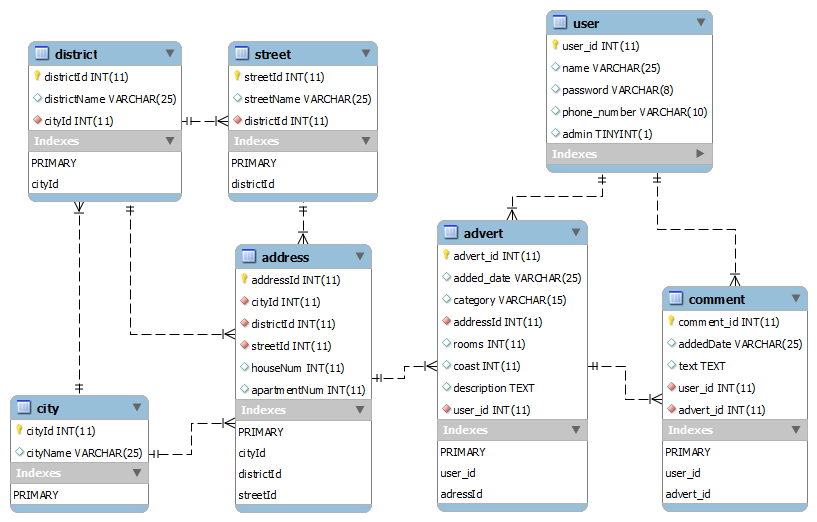 district
districtId INT(11)
districtName VARCHAR(25)
cityId INT(11)
Indexes
PRIMARY
cityId
street
streetId INT(11)
streetName VARCHAR(25)
districtId INT(11)
Indexes
PRIMARY
districtId
user
user_id INT(11)
name VARCHAR(25)
password VARCHAR(8)
phone_number VARCHAR(10)
admin TINYINT(1)
Indexes
address
addressId INT(11)
cityId INT(11)
districtId INT(11)
streetId INT(11)
houseNum INT(11)
apartmentNum INT(11)
Indexes
PRIMARY
cityId
districtId
streetId
advert
advert_id INT(11)
added_date VARCHAR(25)
category VARCHAR(15)
addressId INT(11)
rooms INT(11)
coast INT(11)
description TEXT
user_id INT(11)
Indexes
PRIMARY
user_id
adressId
comment
comment_id INT(11)
addedDate VARCHAR(25)
text TEXT
user_id INT(11)
advert_id INT(11)
Indexes
PRIMARY
user_id
advert_id
city
cityId INT(11)
cityName VARCHAR(25)
Indexes
PRIMARY